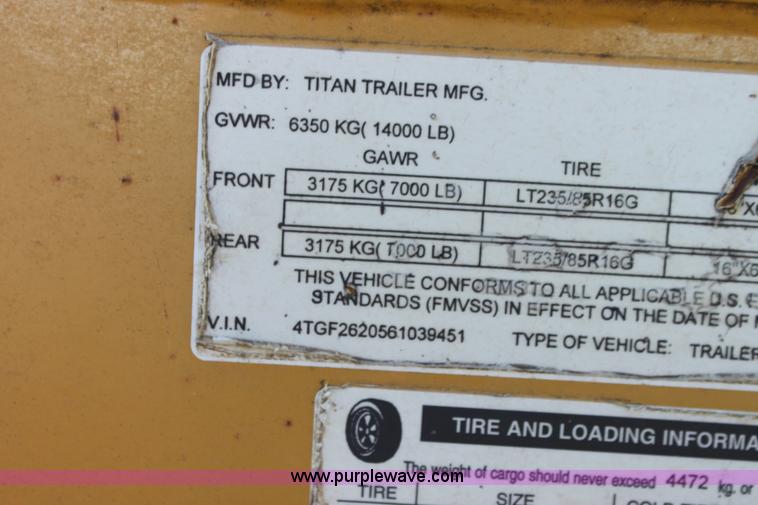 MFD BY: TITAN TRAILER MFG.
GVWR: 6350 KG( 14000 LB)
GAWR TIRE
FRONT 3175 KG( 7000 LB) LT235/85R16G
REAR 3175 KG( 7000 LB) LT235/85R16G 16"X6
THIS VEHICLE CONFORMS TO ALL APPLICABLE U.S.
STANDARDS (FMVSS) IN EFFECT ON THE DATE OF
V.I.N. 4TGF2620561039451 TYPE OF VEHICLE: TRAILER
TIRE AND LOADING INFORMA
The weight of cargo should never exceed 4472 kg. or
www.purplewave.com
TIRE SIZE